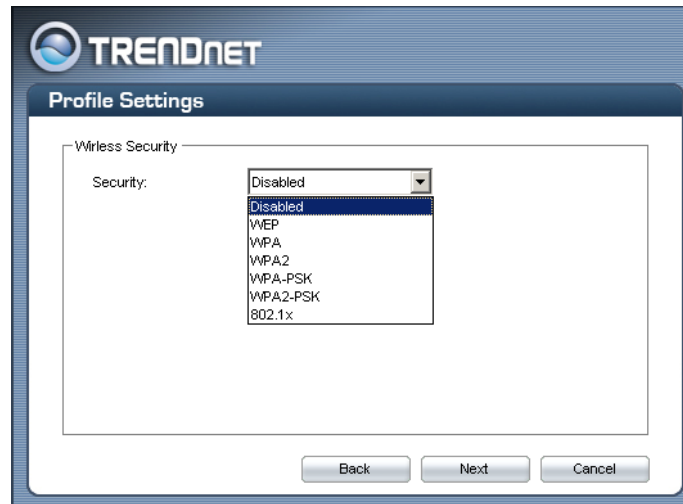 TRENDNET
Profile Settings
Wirless Security
Security: Disabled
Disabled
WEP
WPA
WPA2
WPA-PSK
WPA2-PSK
802.1x
Back Next Cancel